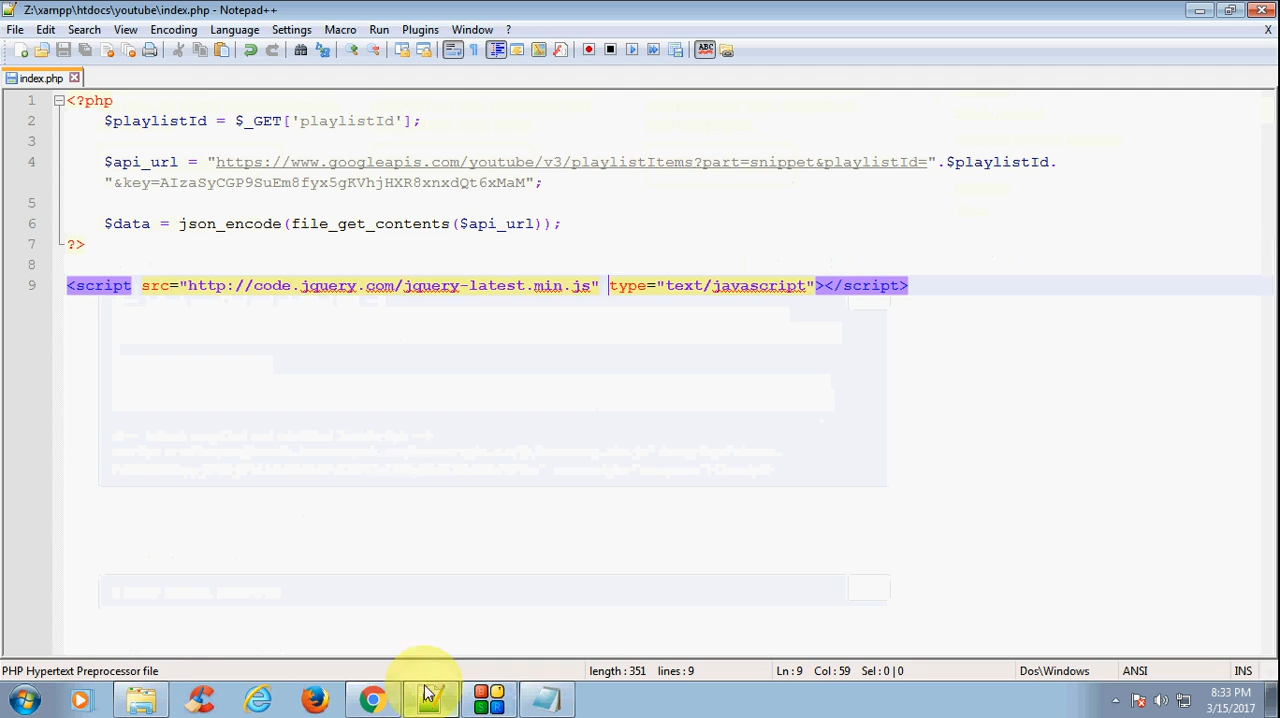 Z:\xampp\htdocs\youtube\index.php - Notepad++
File Edit Search View Encoding Language Settings Macro Run Plugins Window ? X
ABC
index.php
1 <?php
2 $playlistId = $_GET['playlistId'];
3
4 $api_url = "https://www.googleapis.com/youtube/v3/playlistItems?part=snippet&playlistId=".$playlistId.
"&key=AIzaSyCGP9SuEm8fyx5gKVhjHXR8xnxdQt6xMaM";
5
6 $data = json_encode(file_get_contents($api_url));
7 ?>
8
9 <script src="http://code.jquery.com/jquery-latest.min.js" type="text/javascript"></script>
PHP Hypertext Preprocessor file length : 351 lines : 9 Ln : 9 Col : 59 Sel : 0 | 0 Dos\Windows ANSI INS
8:33 PM
3/15/2017